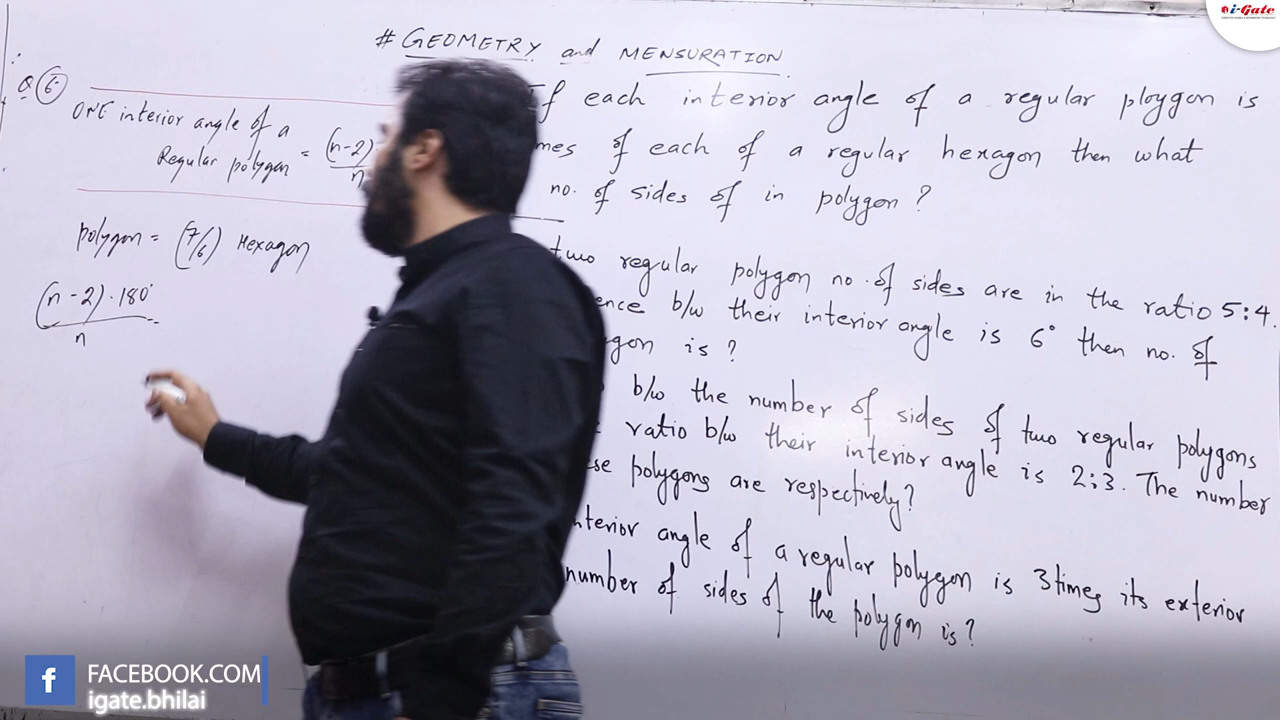 # GEOMETRY and MENSURATION
Q 6
ONE interior angle of a
Regular polygon = (n-2)
n
polygon = (7/6) Hexagon
(n - 2) · 180°
n
If each interior angle of a regular ploygon is
mes of each of a regular hexagon then what
no. of sides of in polygon?
two regular polygon no. of sides are in the ratio 5:4.
ence b/w their interior angle is 6° then no. of
gon is?
b/w the number of sides of two regular polygons
ratio b/w their interior angle is 2:3. The number
se polygons are respectively?
nterior angle of a regular polygon is 3 times its exterior
number of sides of the polygon is?
i-Gate
f FACEBOOK.COM
igate.bhilai